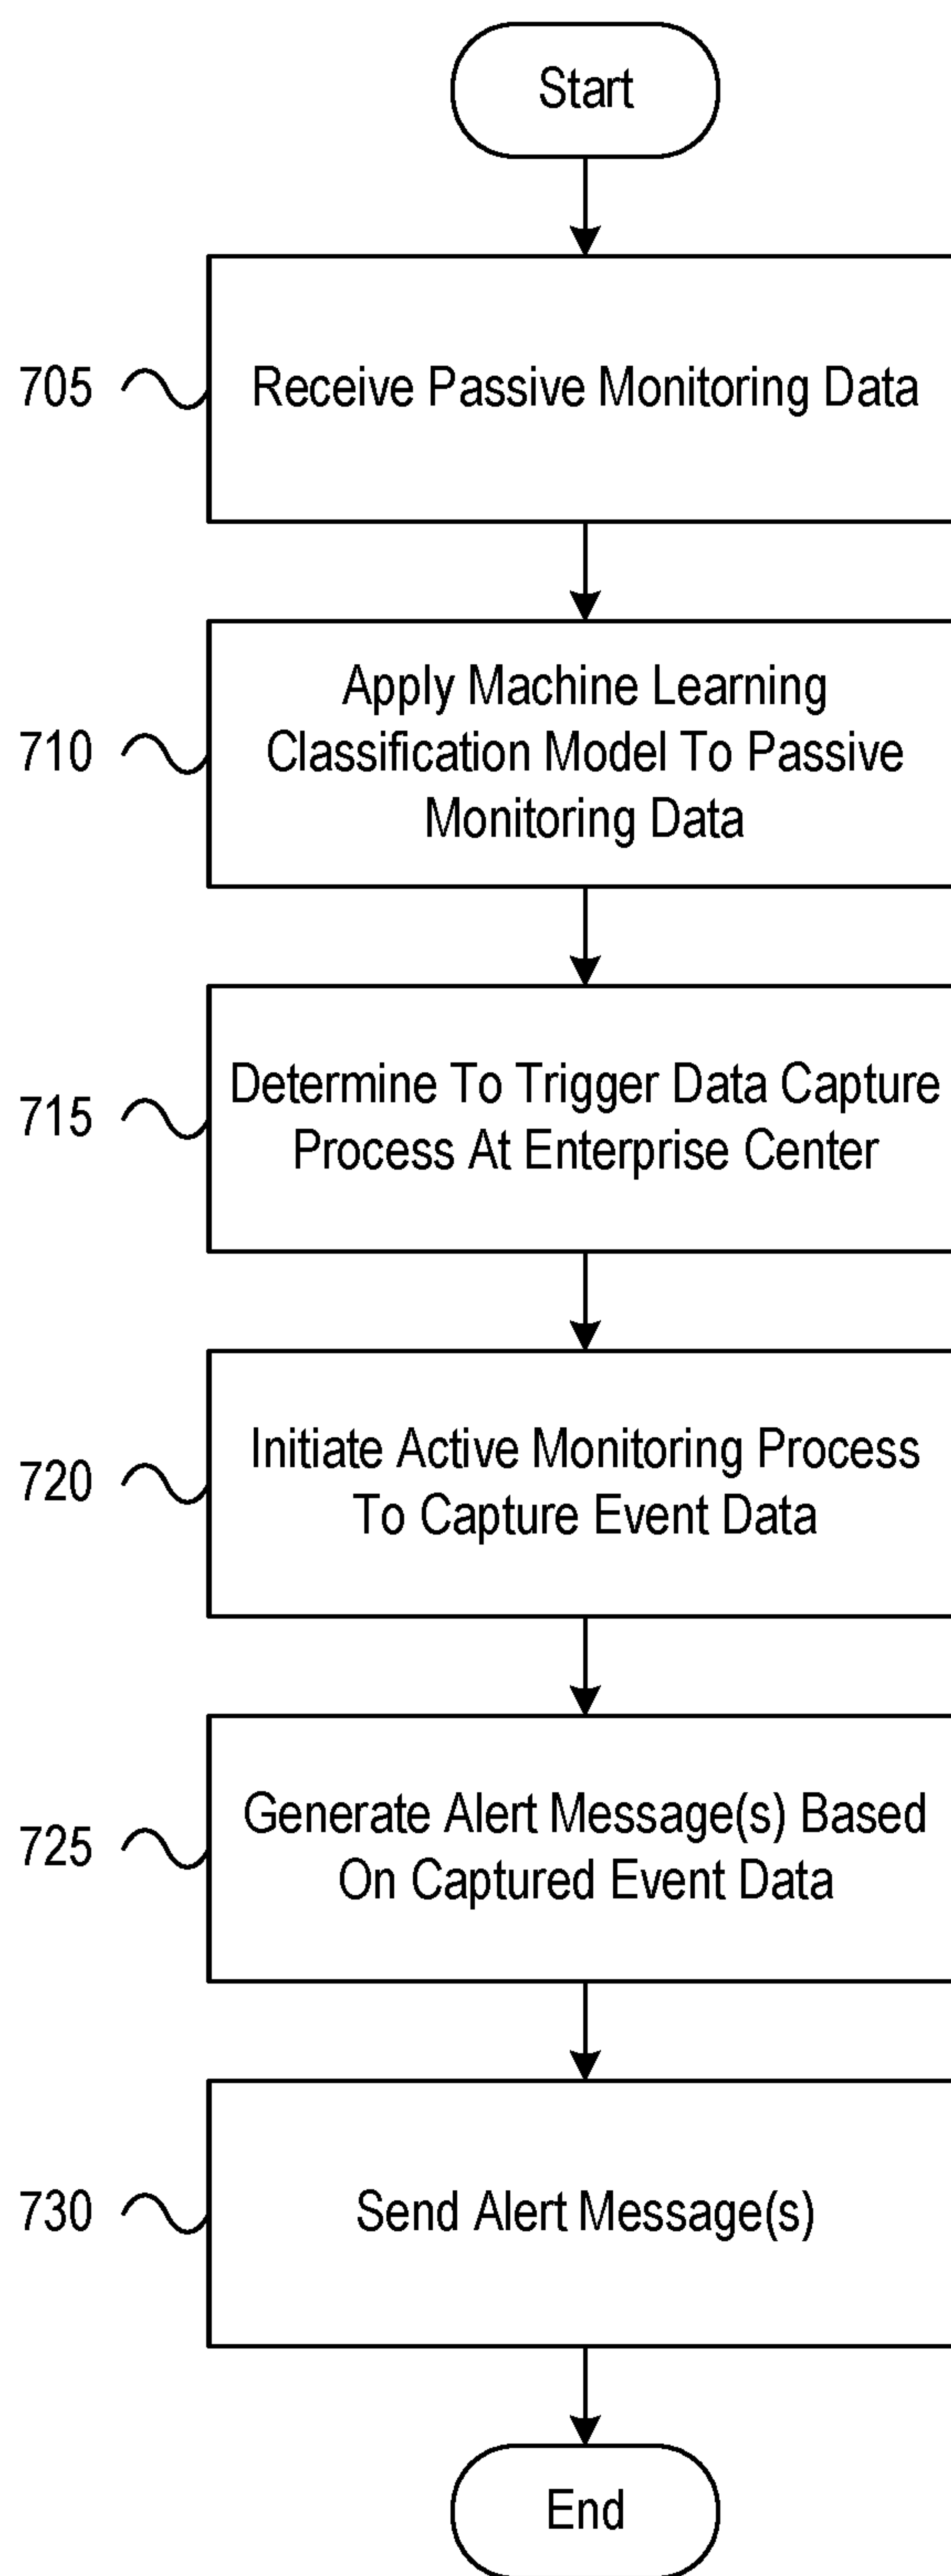 Start
705
Receive Passive Monitoring Data
710
Apply Machine Learning
Classification Model To Passive
Monitoring Data
715
Determine To Trigger Data Capture
Process At Enterprise Center
720
Initiate Active Monitoring Process
To Capture Event Data
725
Generate Alert Message(s) Based
On Captured Event Data
730
Send Alert Message(s)
End